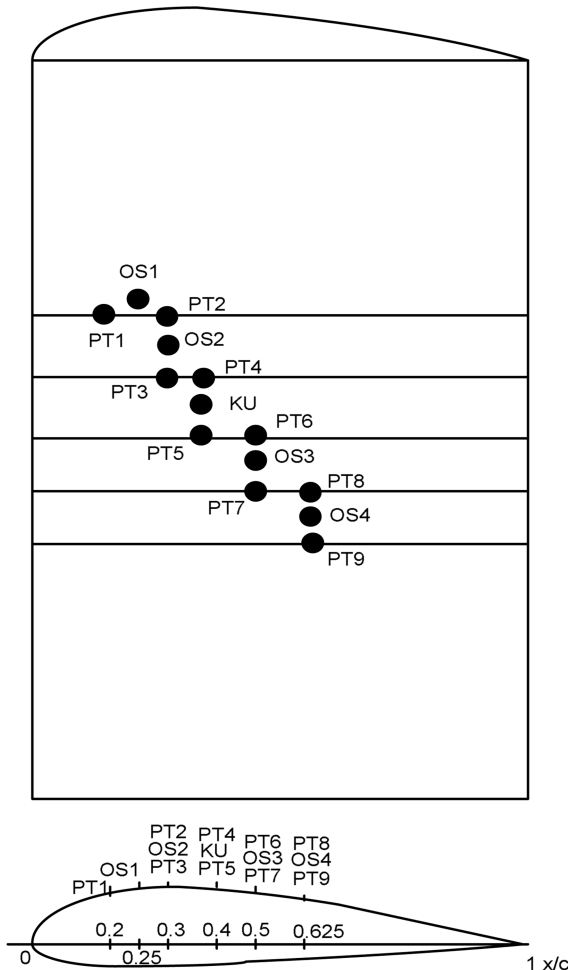 OS1
PT2
PT1
OS2
PT4
PT3
KU
PT6
PT5
OS3
PT8
PT7
OS4
PT9
PT2 PT4 PT6 PT8
OS1 OS2 KU OS3 OS4
PT1 PT3 PT5 PT7 PT9
0.2 0.3 0.4 0.5 0.625
0 0.25 1 x/c